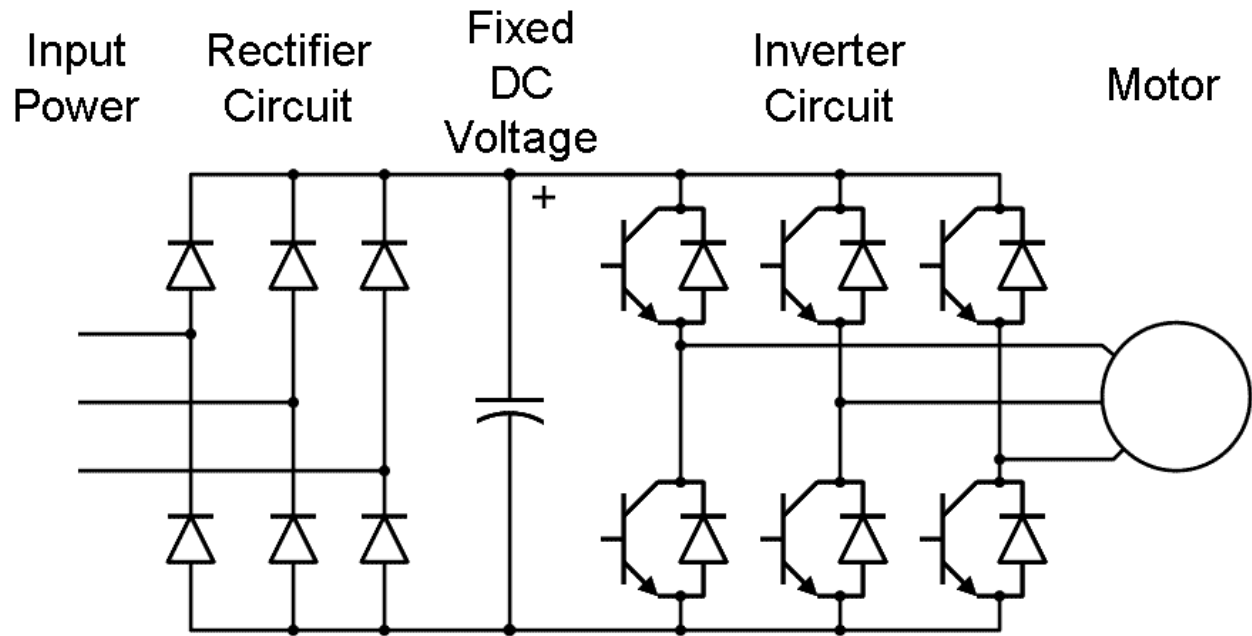 Input
Power
Rectifier
Circuit
Fixed
DC
Voltage
Inverter
Circuit
Motor
+